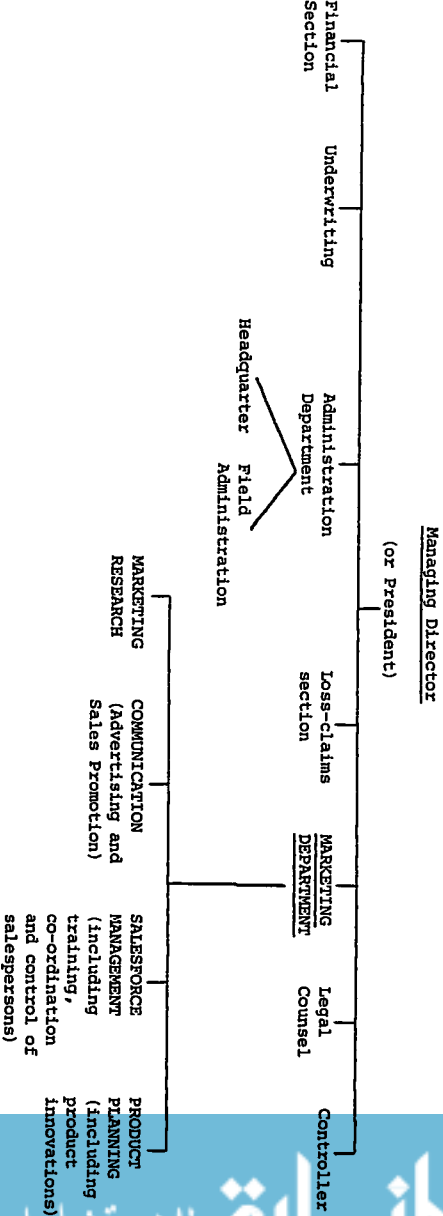 Managing Director
(or President)
Financial
Section
Underwriting
Administration
Department
Loss-claims
section
MARKETING
DEPARTMENT
Legal
Counsel
Controller
Headquarter
Field
Administration
MARKETING
RESEARCH
COMMUNICATION
(Advertising and
Sales Promotion)
SALESFORCE
MANAGEMENT
(including
training,
co-ordination
and control of
salespersons)
PRODUCT
PLANNING
(including
product
innovations)